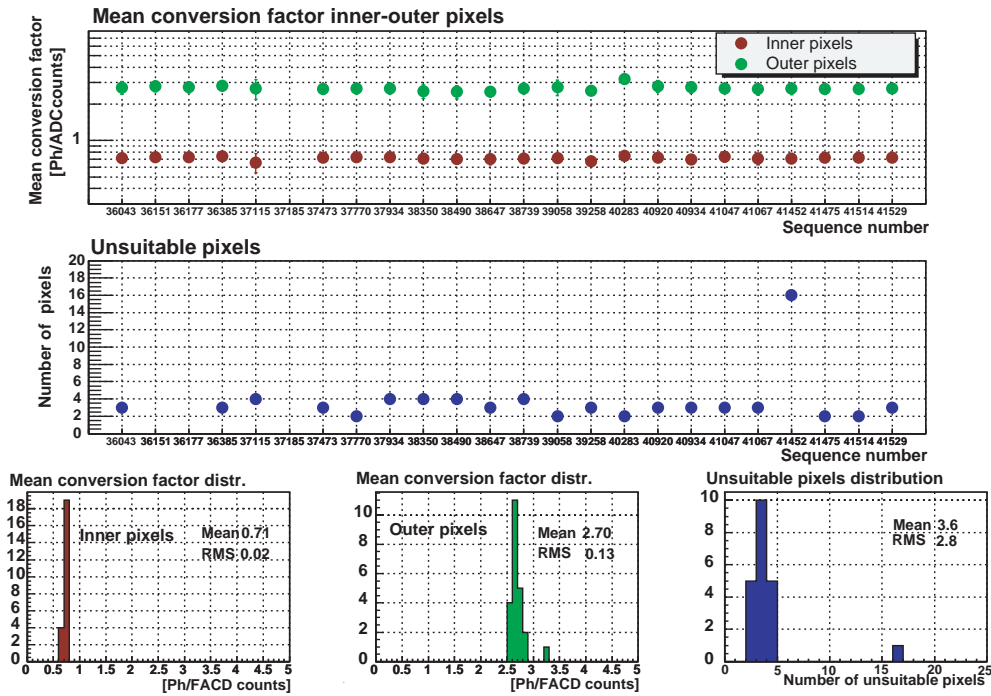 Mean conversion factor inner-outer pixels
Mean conversion factor
[Ph/ADCcounts]
Inner pixels
Outer pixels
1
36043 36151 36177 36385 37115 37185 37473 37770 37934 38350 38490 38647 38739 39058 39258 40283 40920 40934 41047 41067 41452 41475 41514 41529
Sequence number
Unsuitable pixels
Number of pixels
20
18
16
14
12
10
8
6
4
2
0
36043 36151 36177 36385 37115 37185 37473 37770 37934 38350 38490 38647 38739 39058 39258 40283 40920 40934 41047 41067 41452 41475 41514 41529
Sequence number
Mean conversion factor distr.
18
16
14
12
10
8
6
4
2
0
Inner pixels
Mean 0.71
RMS 0.02
0 0.5 1 1.5 2 2.5 3 3.5 4 4.5 5
[Ph/FACD counts]
Mean conversion factor distr.
10
8
6
4
2
0
Outer pixels
Mean 2.70
RMS 0.13
0 0.5 1 1.5 2 2.5 3 3.5 4 4.5 5
[Ph/FACD counts]
Unsuitable pixels distribution
10
8
6
4
2
0
Mean 3.6
RMS 2.8
0 5 10 15 20 25
Number of unsuitable pixels